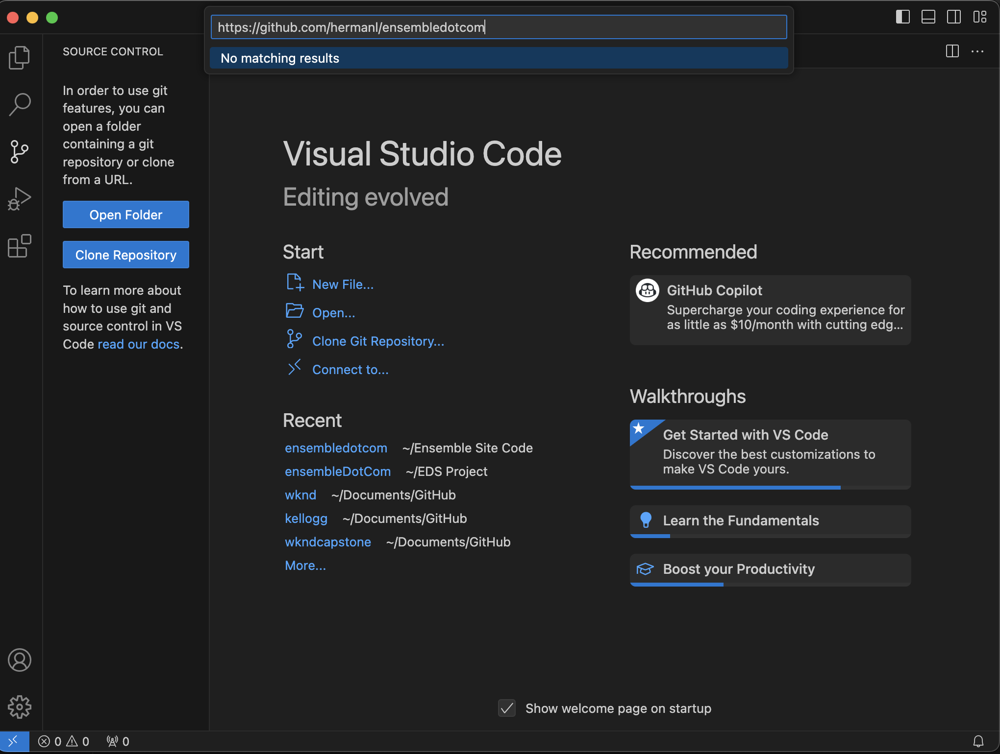 https://github.com/hermanl/ensembledotcom
No matching results
SOURCE CONTROL
In order to use git
features, you can
open a folder
containing a git
repository or clone
from a URL.
Open Folder
Clone Repository
To learn more about
how to use git and
source control in VS
Code read our docs.
Visual Studio Code
Editing evolved
Start
New File...
Open...
Clone Git Repository...
Connect to...
Recent
ensembledotcom ~/Ensemble Site Code
ensembleDotCom ~/EDS Project
wknd ~/Documents/GitHub
kellogg ~/Documents/GitHub
wkndcapstone ~/Documents/GitHub
More...
Recommended
GitHub Copilot
Supercharge your coding experience for
as little as $10/month with cutting edg...
Walkthroughs
Get Started with VS Code
Discover the best customizations to
make VS Code yours.
Learn the Fundamentals
Boost your Productivity
Show welcome page on startup
0 0 0